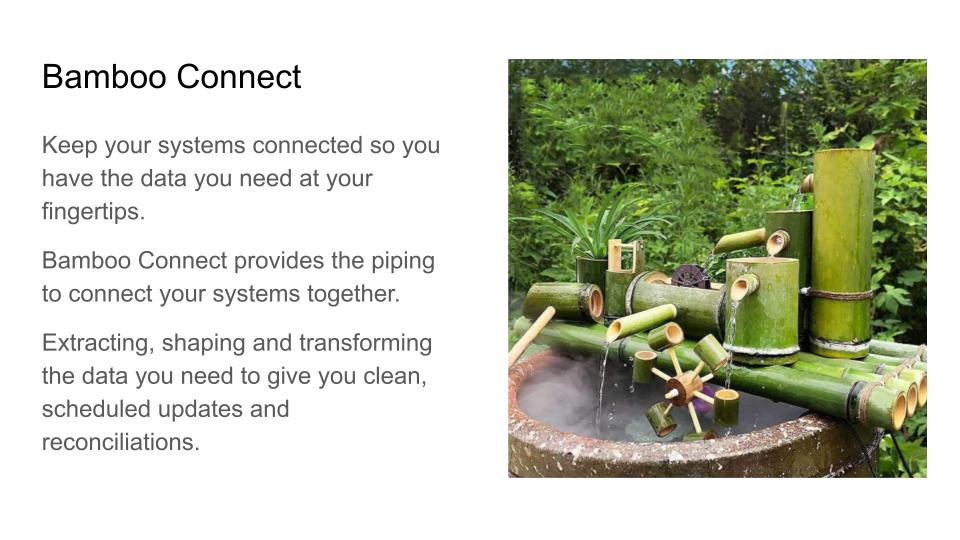 Bamboo Connect
Keep your systems connected so you
have the data you need at your
fingertips.
Bamboo Connect provides the piping
to connect your systems together.
Extracting, shaping and transforming
the data you need to give you clean,
scheduled updates and
reconciliations.